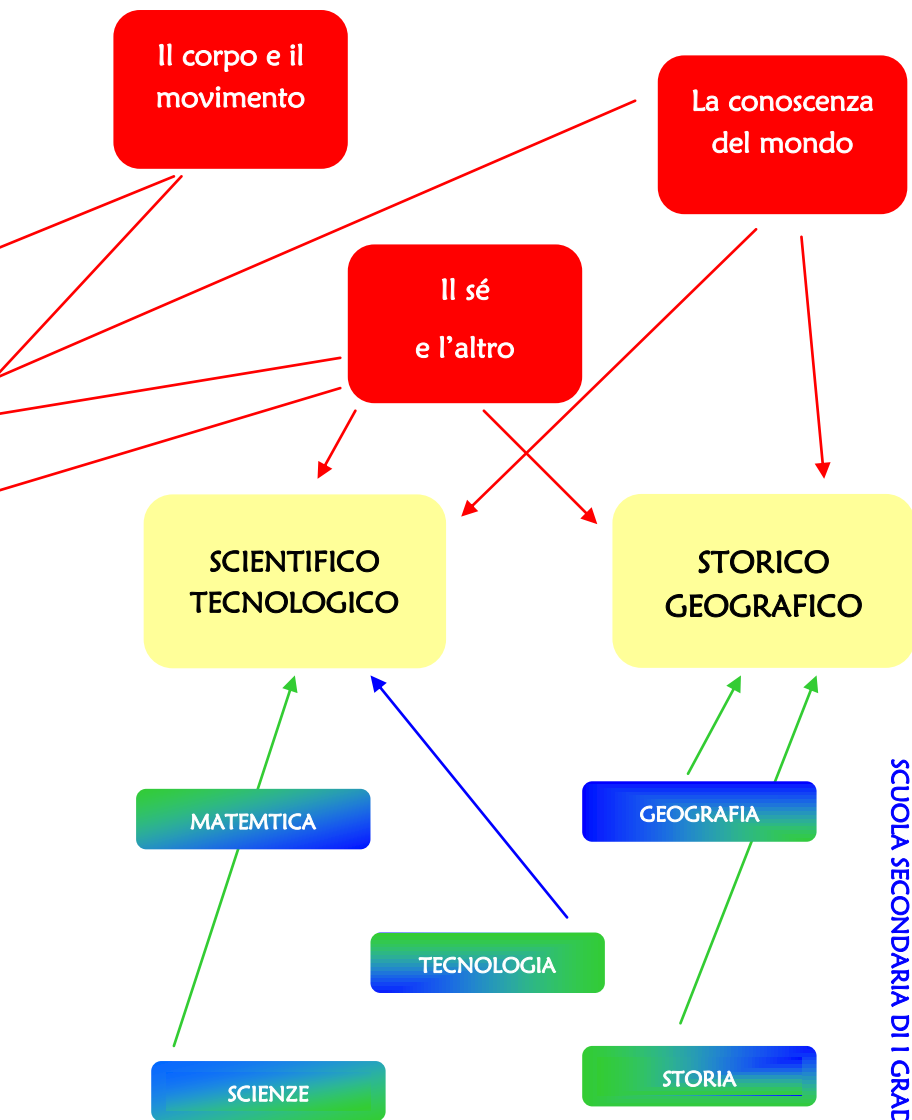 Il corpo e il
movimento
La conoscenza
del mondo
Il sé
e l’altro
SCIENTIFICO
TECNOLOGICO
STORICO
GEOGRAFICO
MATEMTICA
GEOGRAFIA
TECNOLOGIA
SCIENZE
STORIA
SCUOLA SECONDARIA DI I GRAD